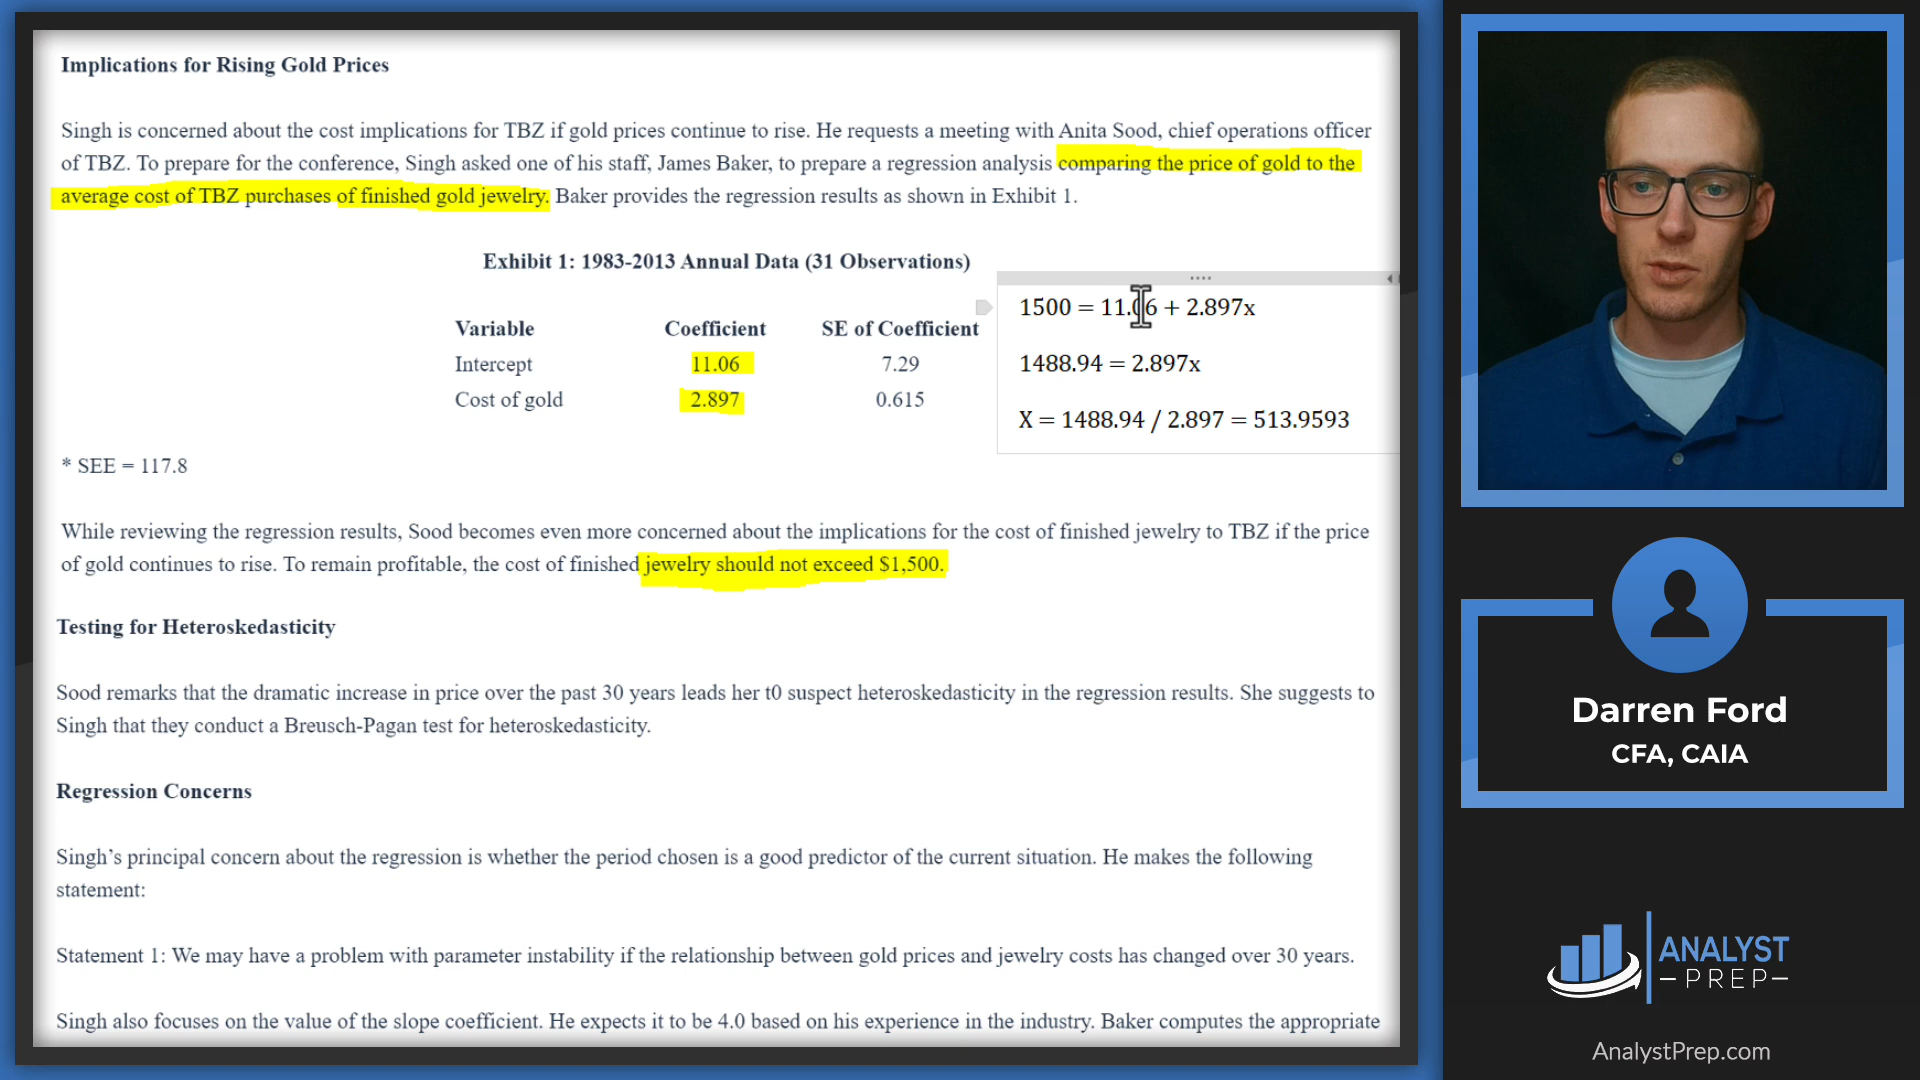 Implications for Rising Gold Prices
Singh is concerned about the cost implications for TBZ if gold prices continue to rise. He requests a meeting with Anita Sood, chief operations officer
of TBZ. To prepare for the conference, Singh asked one of his staff, James Baker, to prepare a regression analysis comparing the price of gold to the
average cost of TBZ purchases of finished gold jewelry. Baker provides the regression results as shown in Exhibit 1.
Exhibit 1: 1983-2013 Annual Data (31 Observations)
Variable Coefficient SE of Coefficient
Intercept 11.06 7.29
Cost of gold 2.897 0.615
1500 = 11.06 + 2.897x
1488.94 = 2.897x
X = 1488.94 / 2.897 = 513.9593
* SEE = 117.8
While reviewing the regression results, Sood becomes even more concerned about the implications for the cost of finished jewelry to TBZ if the price
of gold continues to rise. To remain profitable, the cost of finished jewelry should not exceed $1,500.
Testing for Heteroskedasticity
Sood remarks that the dramatic increase in price over the past 30 years leads her t0 suspect heteroskedasticity in the regression results. She suggests to
Singh that they conduct a Breusch-Pagan test for heteroskedasticity.
Regression Concerns
Singh’s principal concern about the regression is whether the period chosen is a good predictor of the current situation. He makes the following
statement:
Statement 1: We may have a problem with parameter instability if the relationship between gold prices and jewelry costs has changed over 30 years.
Singh also focuses on the value of the slope coefficient. He expects it to be 4.0 based on his experience in the industry. Baker computes the appropriate
Darren Ford
CFA, CAIA
ANALYST
PREP
AnalystPrep.com